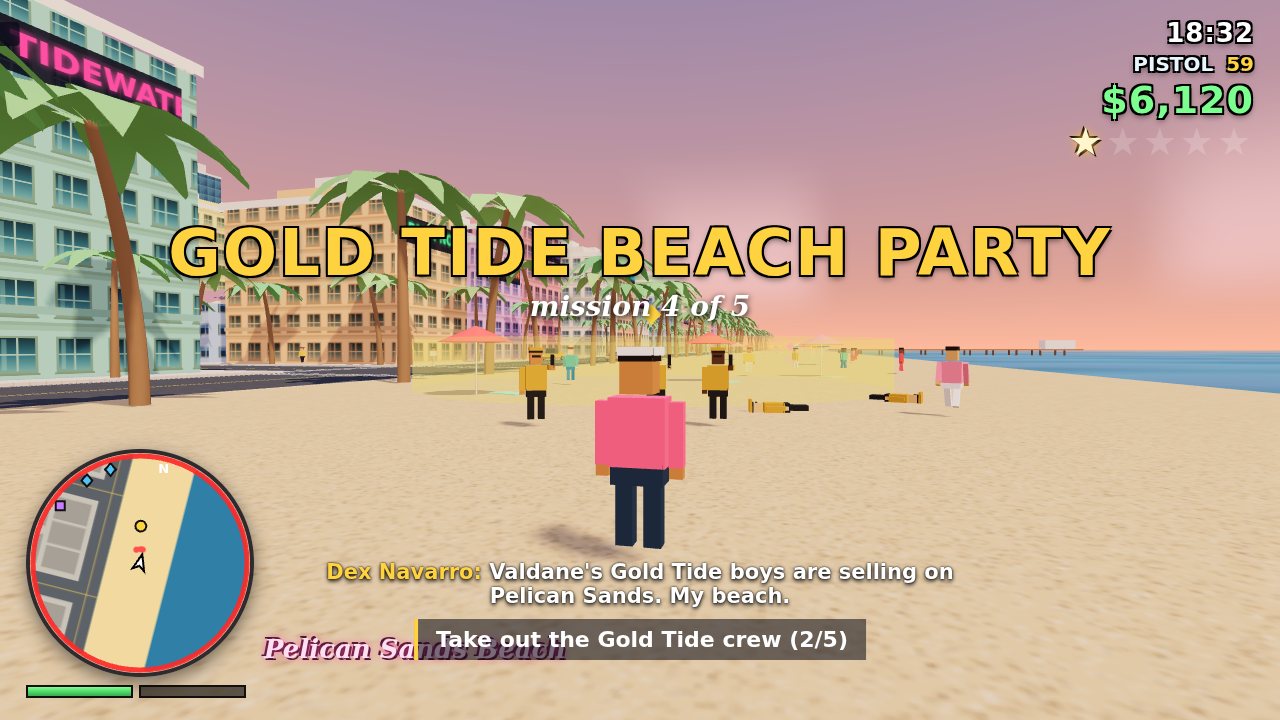 TIDEWAT
18:32
PISTOL 59
$6,120
GOLD TIDE BEACH PARTY
mission 4 of 5
N
Dex Navarro: Valdane's Gold Tide boys are selling on
Pelican Sands. My beach.
Take out the Gold Tide crew (2/5)
Pelican Sands Beach